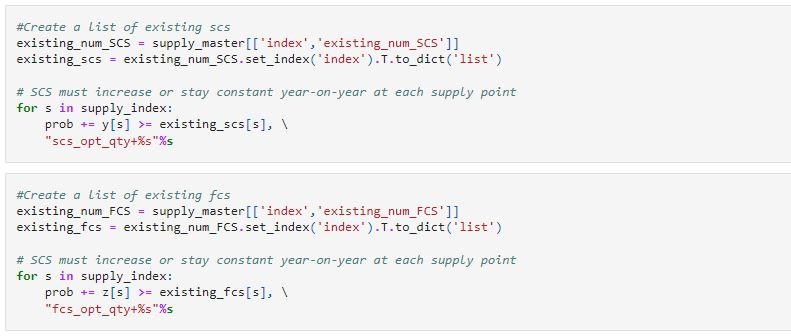 #Create a list of existing scs
existing_num_SCS = supply_master[['index','existing_num_SCS']]
existing_scs = existing_num_SCS.set_index('index').T.to_dict('list')
# SCS must increase or stay constant year-on-year at each supply point
for s in supply_index:
    prob += y[s] >= existing_scs[s], \
    "scs_opt_qty+%s"%s
#Create a list of existing fcs
existing_num_FCS = supply_master[['index','existing_num_FCS']]
existing_fcs = existing_num_FCS.set_index('index').T.to_dict('list')
# SCS must increase or stay constant year-on-year at each supply point
for s in supply_index:
    prob += z[s] >= existing_fcs[s], \
    "fcs_opt_qty+%s"%s